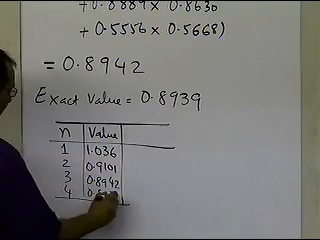 + 0.8889 × 0.8630
+ 0.5556 × 0.5668)
= 0.8942
Exact Value = 0.8939
n Value
1 1.036
2 0.9101
3 0.8942
4